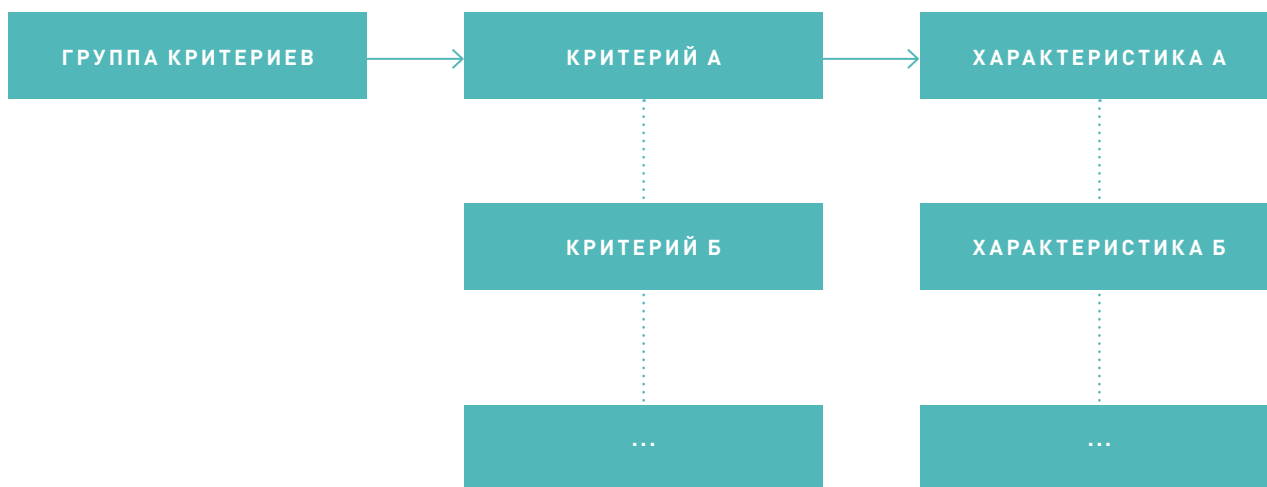 ГРУППА КРИТЕРИЕВ
КРИТЕРИЙ А
ХАРАКТЕРИСТИКА А
КРИТЕРИЙ Б
ХАРАКТЕРИСТИКА Б
...
...